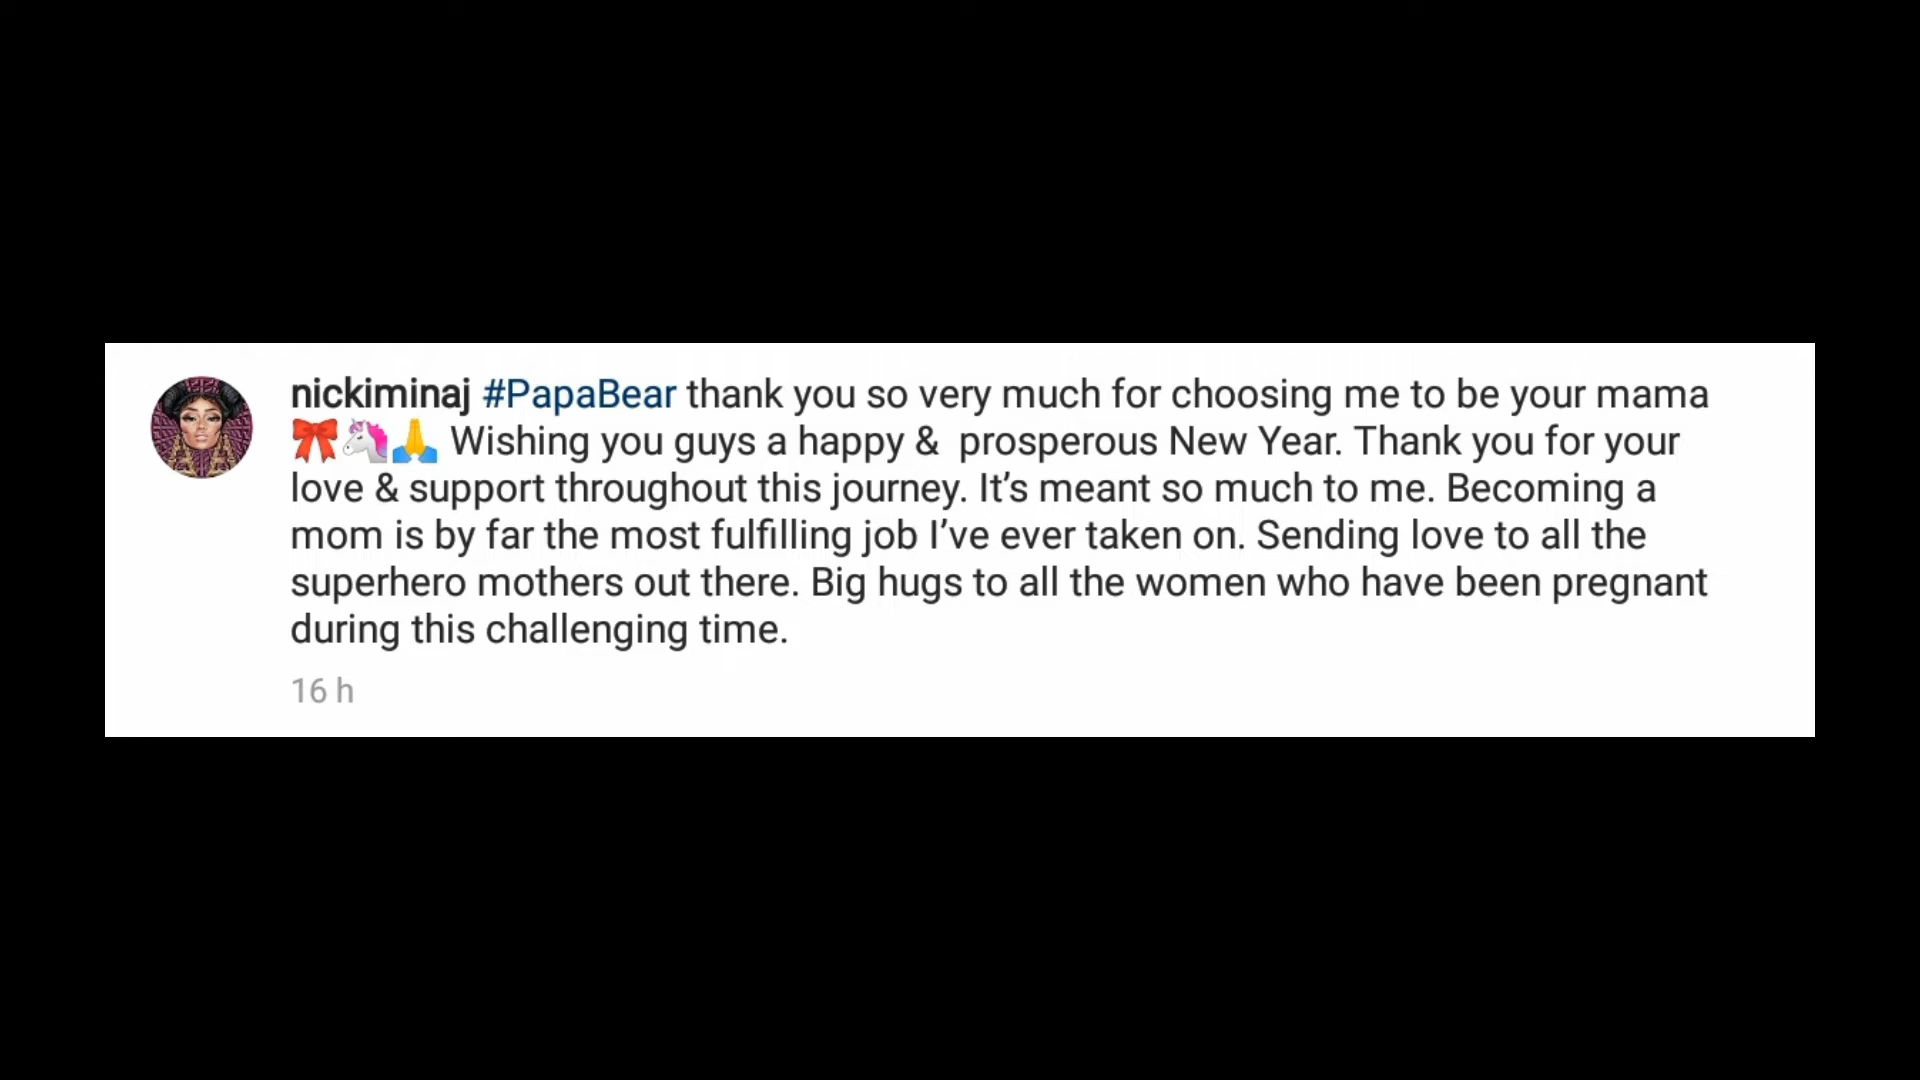 nickiminaj #PapaBear thank you so very much for choosing me to be your mama
🎀🦄🙏 Wishing you guys a happy &  prosperous New Year. Thank you for your
love & support throughout this journey. It’s meant so much to me. Becoming a
mom is by far the most fulfilling job I’ve ever taken on. Sending love to all the
superhero mothers out there. Big hugs to all the women who have been pregnant
during this challenging time.
16 h